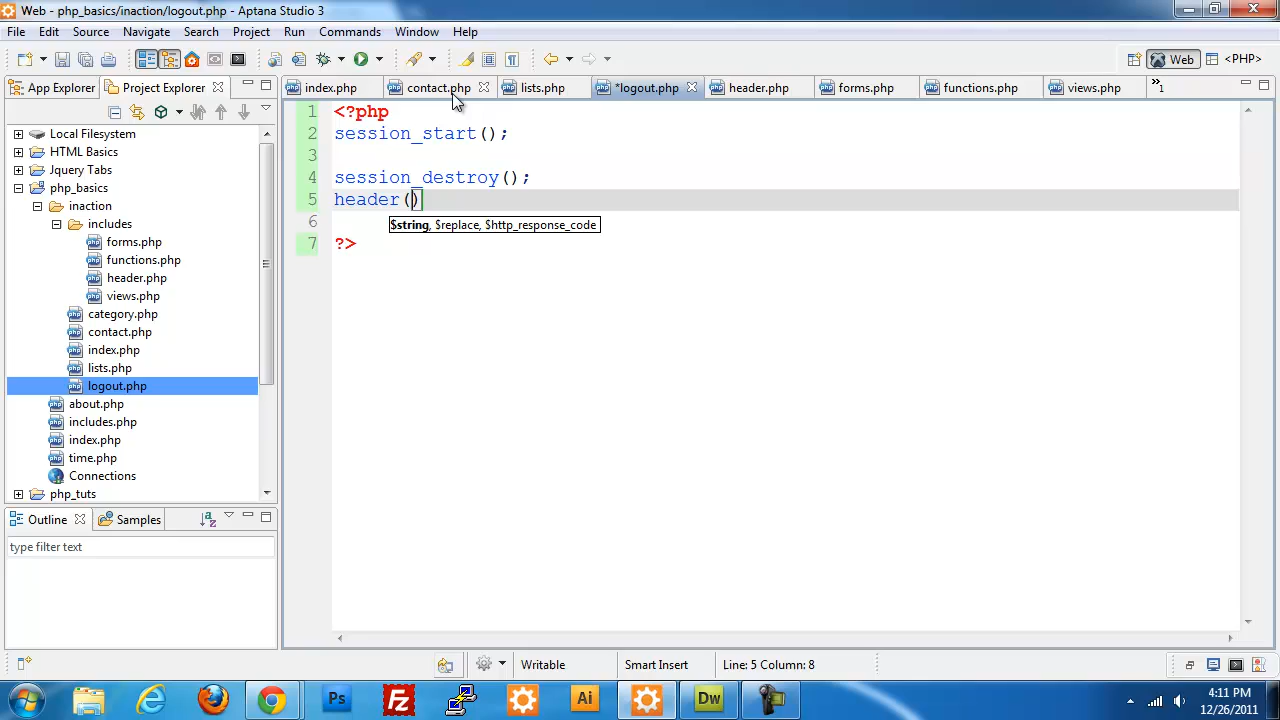 Web - php_basics/inaction/logout.php - Aptana Studio 3
File Edit Source Navigate Search Project Run Commands Window Help
Web <PHP>
App Explorer Project Explorer
index.php contact.php lists.php *logout.php header.php forms.php functions.php views.php »1
Local Filesystem
HTML Basics
Jquery Tabs
php_basics
inaction
includes
forms.php
functions.php
header.php
views.php
category.php
contact.php
index.php
lists.php
logout.php
about.php
includes.php
index.php
time.php
Connections
php_tuts
1 <?php
2 session_start();
3
4 session_destroy();
5 header()
6 $string, $replace, $http_response_code
7 ?>
Outline Samples
type filter text
Writable Smart Insert Line: 5 Column: 8
Ps Fz Ai Dw
4:11 PM
12/26/2011